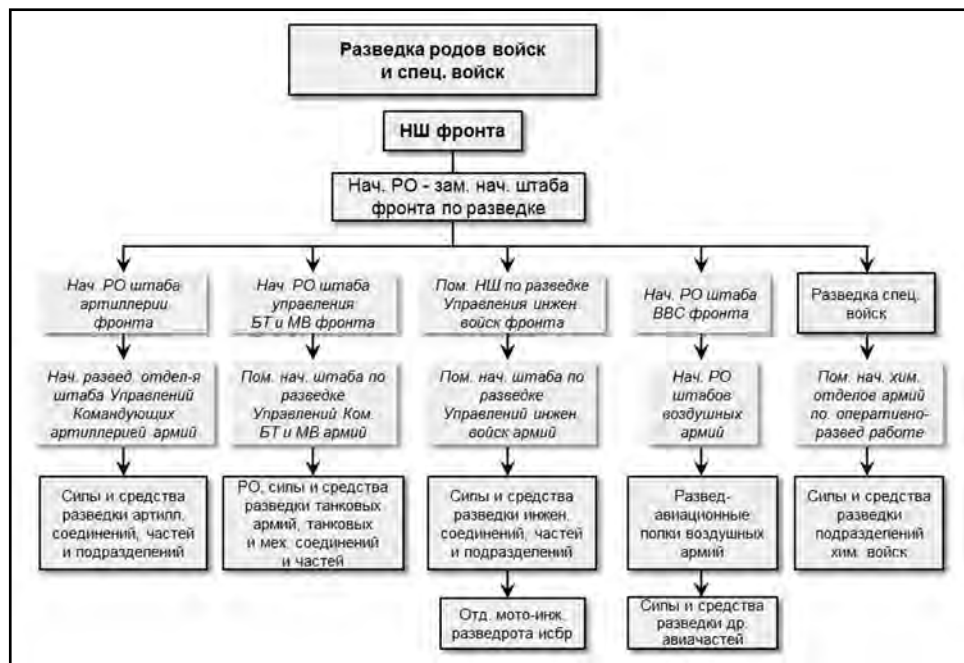 Разведка родов войск
и спец. войск
НШ фронта
Нач. РО - зам. нач. штаба
фронта по разведке
Нач. РО штаба
артиллерии
фронта
Нач. РО штаба
управления
БТ и МВ фронта
Пом. НШ по разведке
Управления инжен.
войск фронта
Нач. РО штаба
ВВС фронта
Разведка спец.
войск
Нач. развед. отдел-я
штаба Управлений
Командующих
артиллерией армий
Пом. нач. штаба по
разведке
Управлений Ком.
БТ и МВ армий
Пом. нач. штаба по
разведке
Управлений инжен.
войск армий
Нач. РО
штабов
воздушных
армий
Пом. нач. хим.
отделов армий
по. оперативно-
развед работе
Сипы и средства
разведки артилл.
соединений, частей
и подразделений
РО, сипы и средства
разведки танковых
армий, танковых
и мех. соединений
и частей
Сипы и средства
разведки инжен.
соединений, частей
и подразделений
Развед-
авиационные
полки воздушных
армий
Сипы и средства
разведки
подразделений
хим. войск
Отд. мото-инж.
разведрота исбр
Сипы и средства
разведки др.
авиачастей